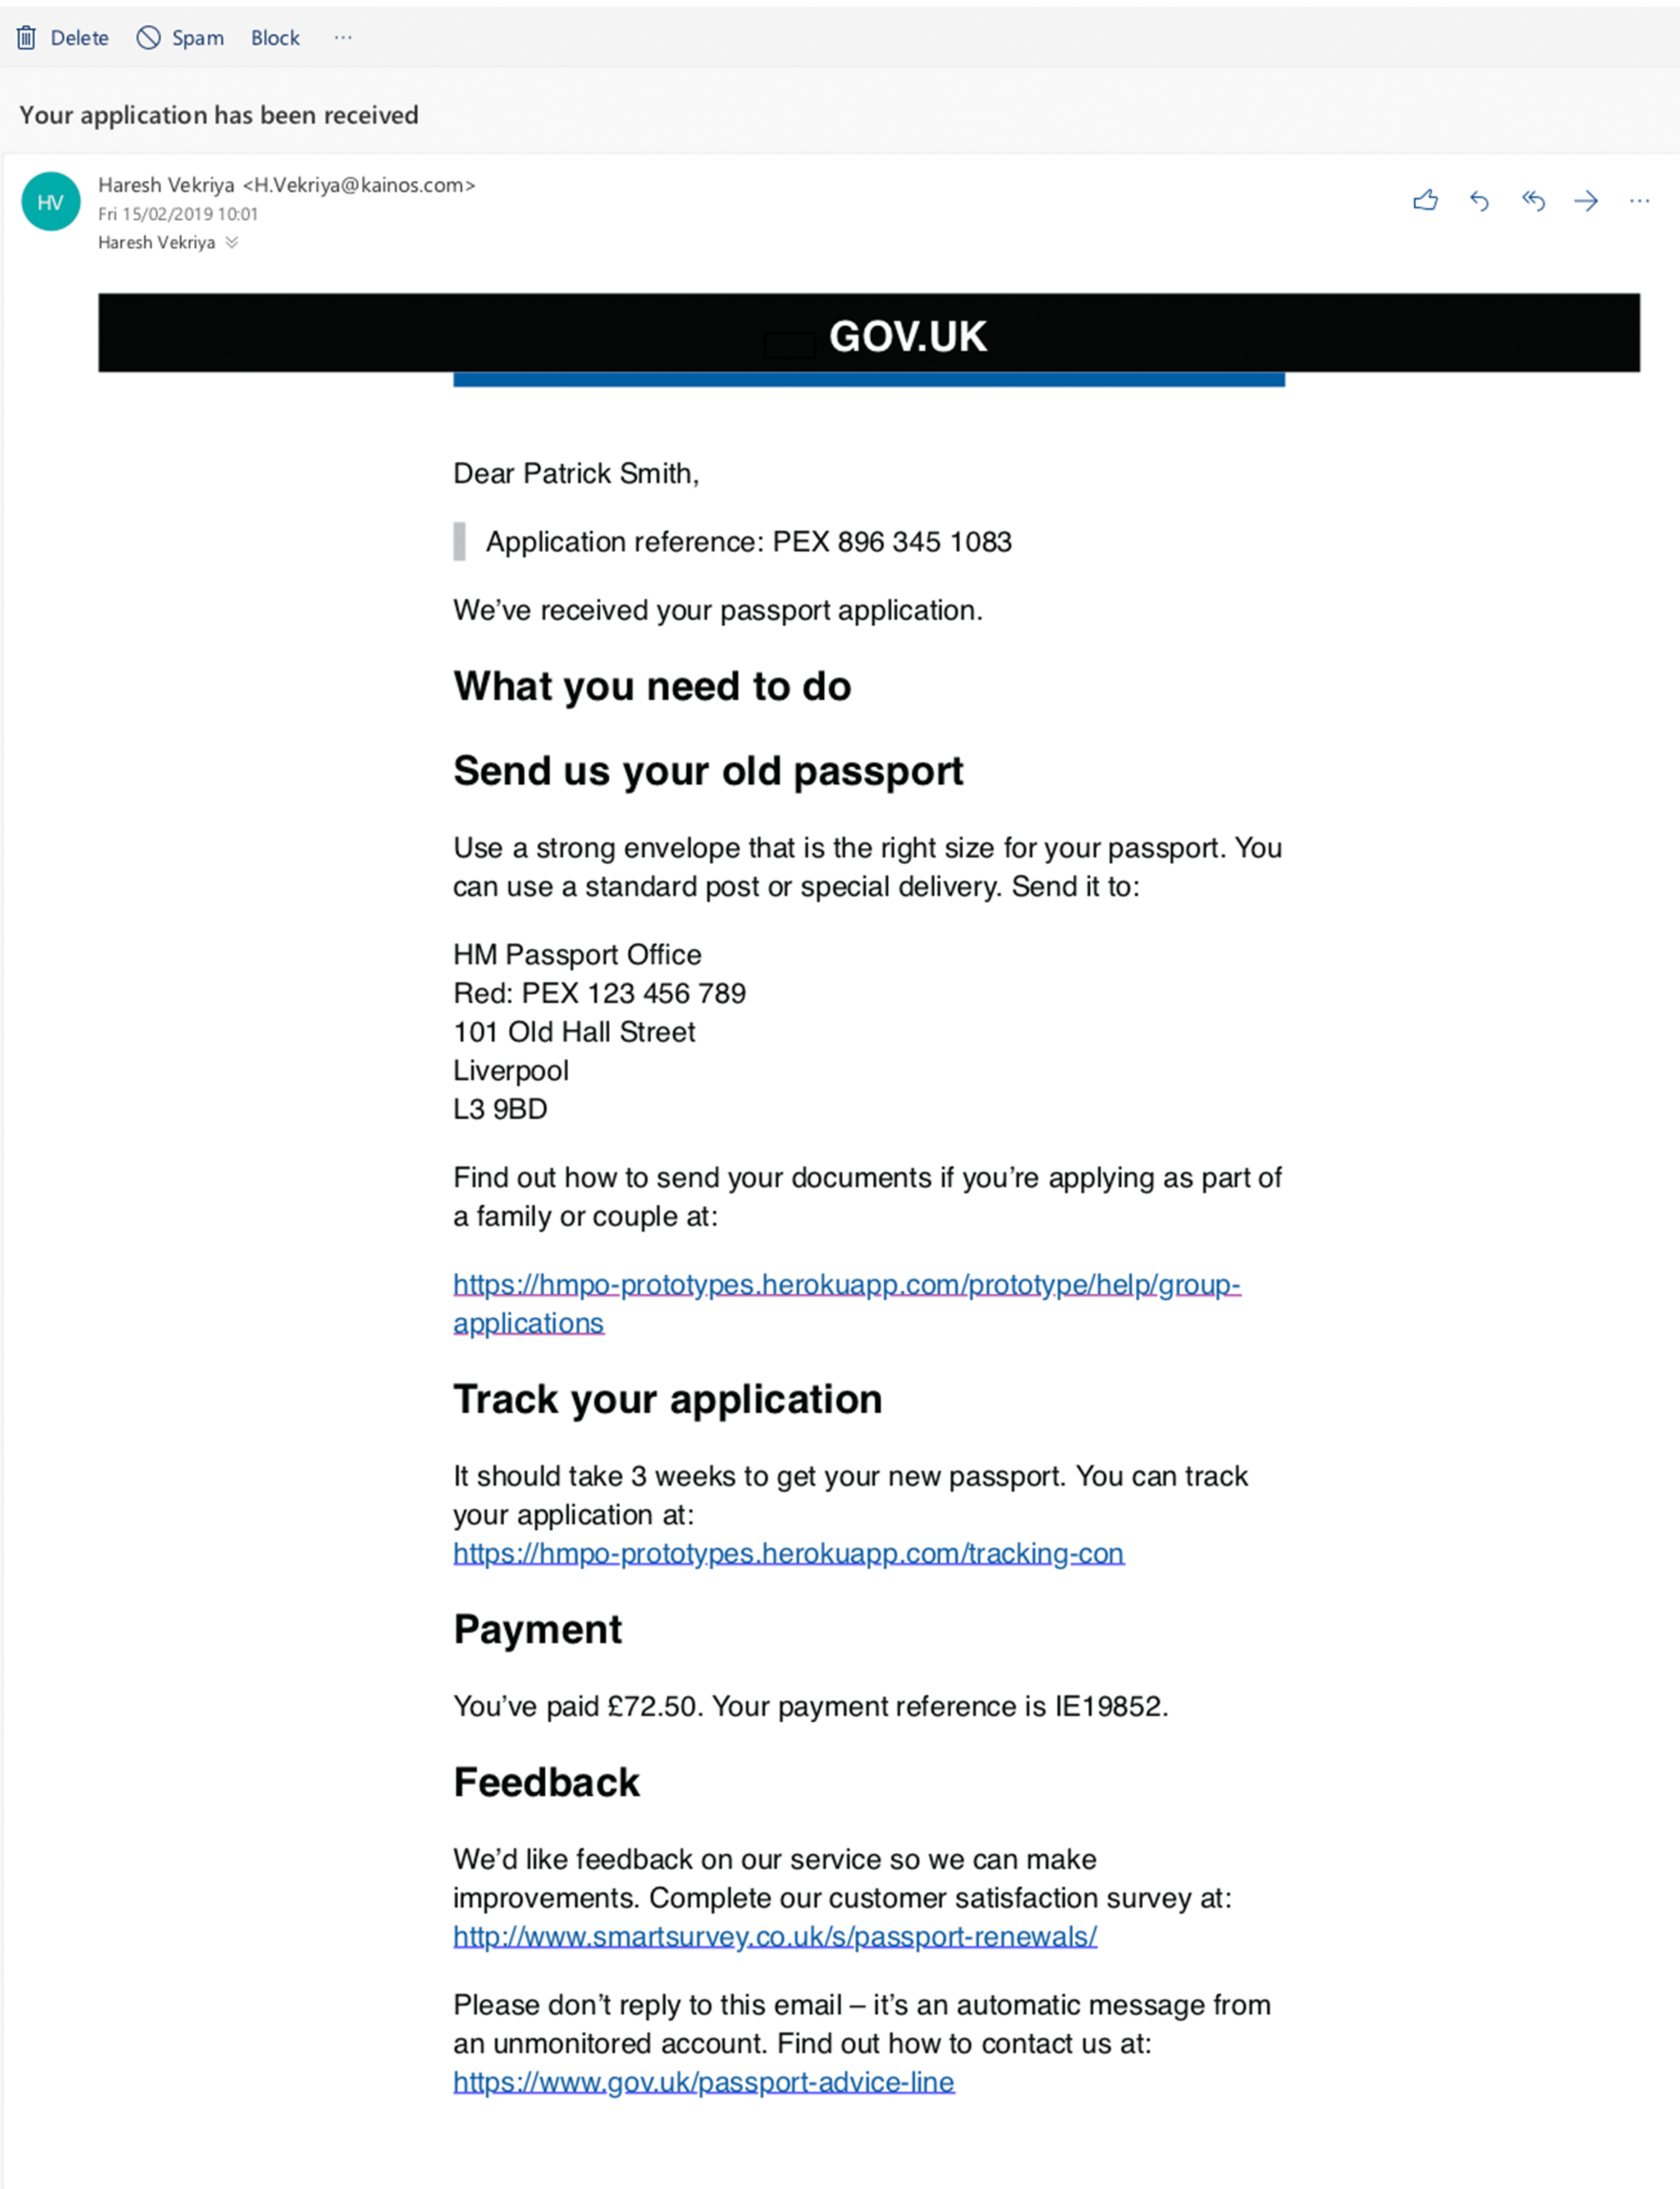 Delete Spam Block ...
Your application has been received
HV
Haresh Vekriya <H.Vekriya@kainos.com>
Fri 15/02/2019 10:01
Haresh Vekriya
GOV.UK
Dear Patrick Smith,
Application reference: PEX 896 345 1083
We’ve received your passport application.
What you need to do
Send us your old passport
Use a strong envelope that is the right size for your passport. You
can use a standard post or special delivery. Send it to:
HM Passport Office
Red: PEX 123 456 789
101 Old Hall Street
Liverpool
L3 9BD
Find out how to send your documents if you’re applying as part of
a family or couple at:
https://hmpo-prototypes.herokuapp.com/prototype/help/group-
applications
Track your application
It should take 3 weeks to get your new passport. You can track
your application at:
https://hmpo-prototypes.herokuapp.com/tracking-con
Payment
You’ve paid £72.50. Your payment reference is IE19852.
Feedback
We’d like feedback on our service so we can make
improvements. Complete our customer satisfaction survey at:
http://www.smartsurvey.co.uk/s/passport-renewals/
Please don’t reply to this email – it’s an automatic message from
an unmonitored account. Find out how to contact us at:
https://www.gov.uk/passport-advice-line